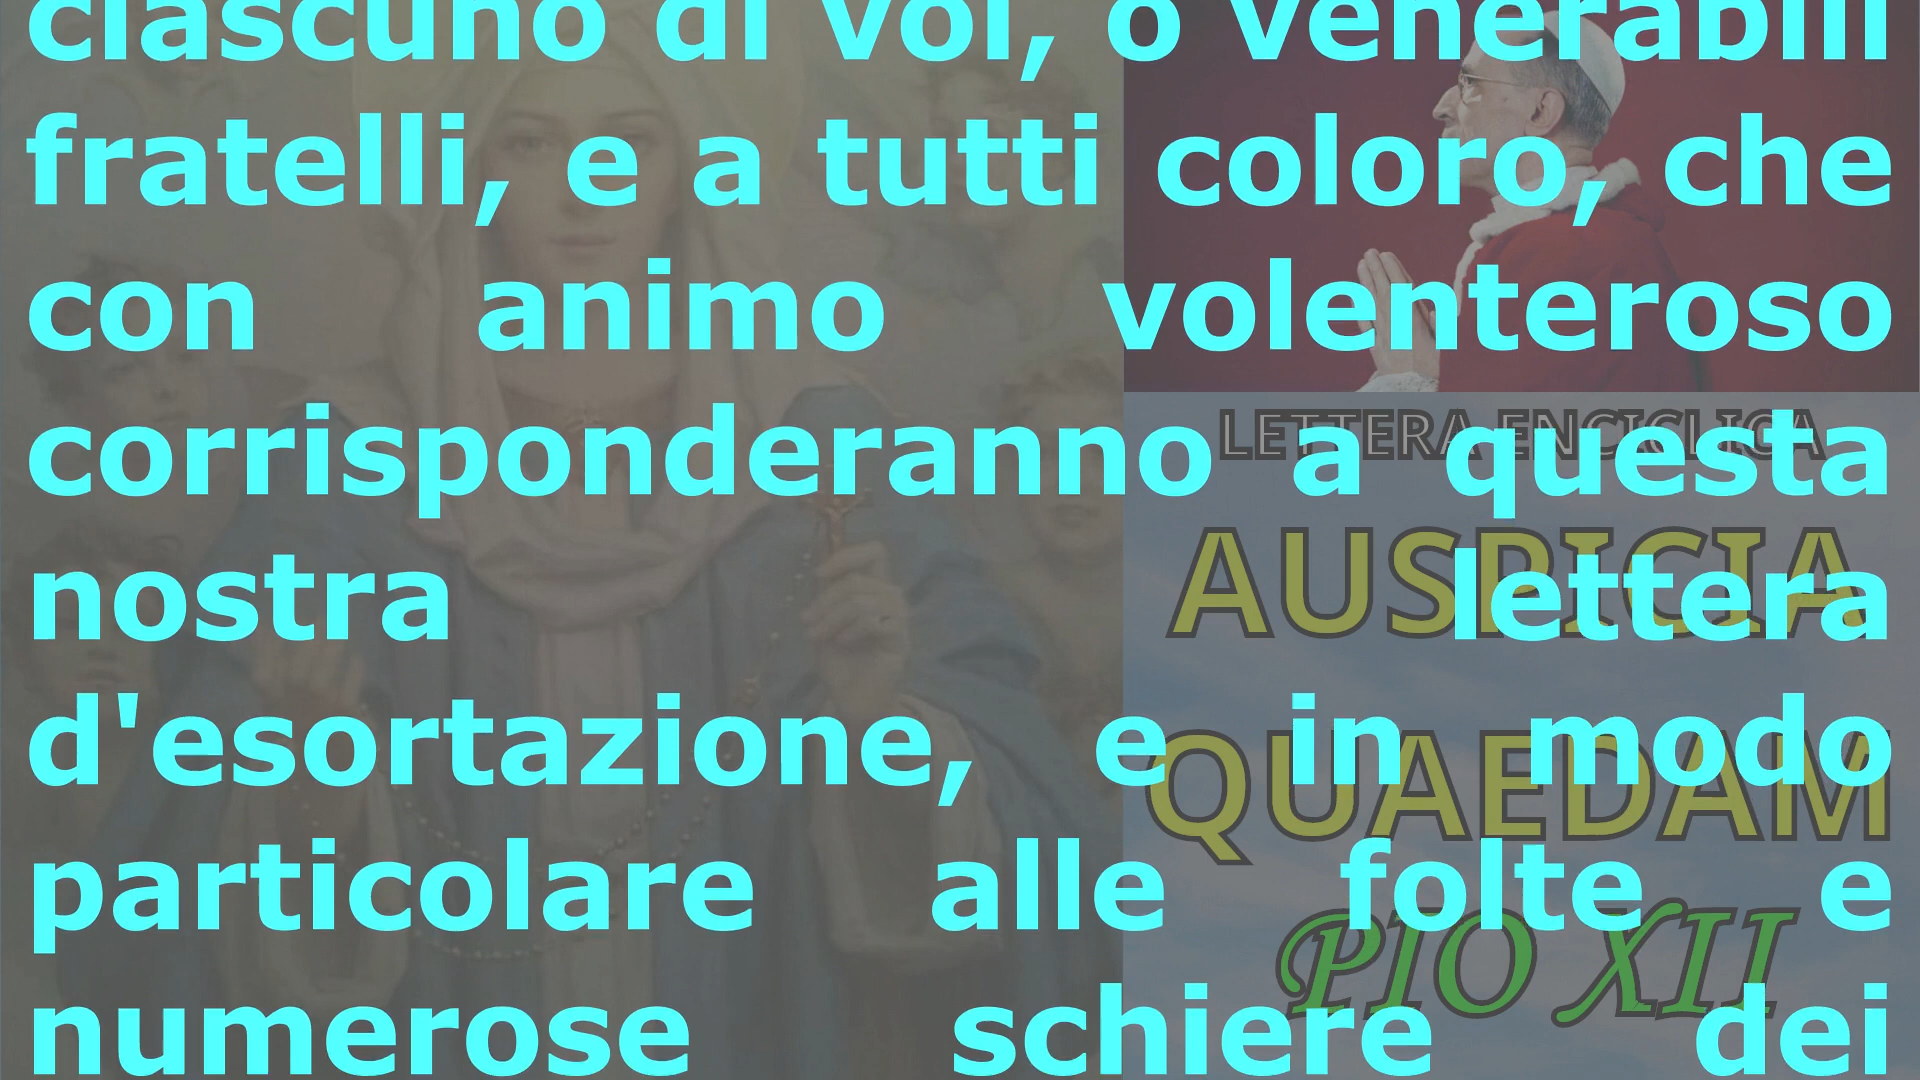 ciascuno di voi, o venerabili
fratelli, e a tutti coloro, che
con animo volenteroso
corrisponderanno a questa
nostra lettera
d'esortazione, e in modo
particolare alle folte e
numerose schiere dei
LETTERA ENCICLICA
AUSPICIA
QUAEDAM
PIO XII